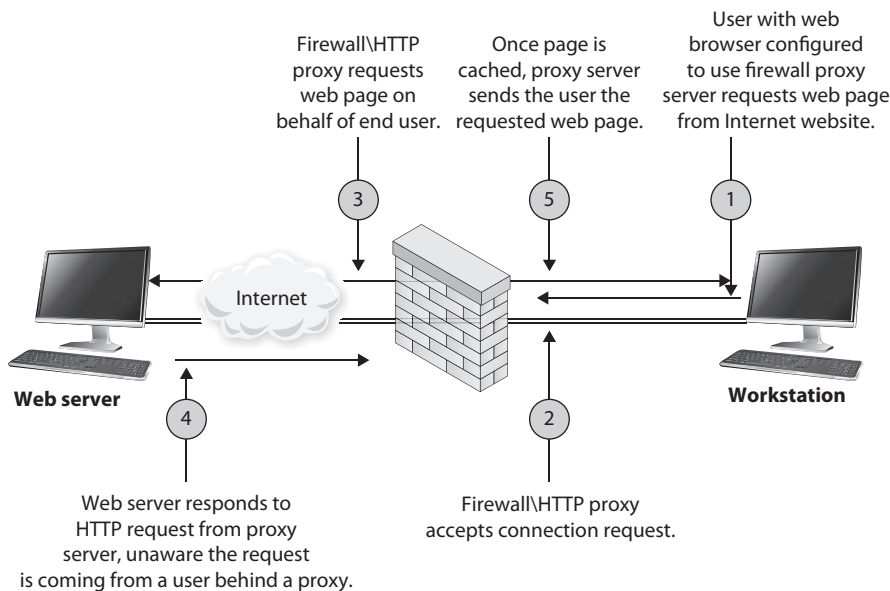 Firewall\HTTP
proxy requests
web page on
behalf of end user.
Once page is
cached, proxy server
sends the user the
requested web page.
User with web
browser configured
to use firewall proxy
server requests web page
from Internet website.
3
5
1
Internet
Web server
Workstation
4
2
Web server responds to
HTTP request from proxy
server, unaware the request
is coming from a user behind a proxy.
Firewall\HTTP proxy
accepts connection request.